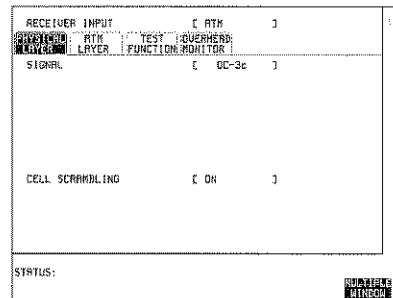 RECEIVER INPUT [ ATM ]
PHYSICAL LAYER ATM LAYER TEST FUNCTION OVERHEAD MONITOR
SIGNAL [ OC-3c ]
CELL SCRAMBLING [ ON ]
STATUS:
MULTIPLE
WINDOW